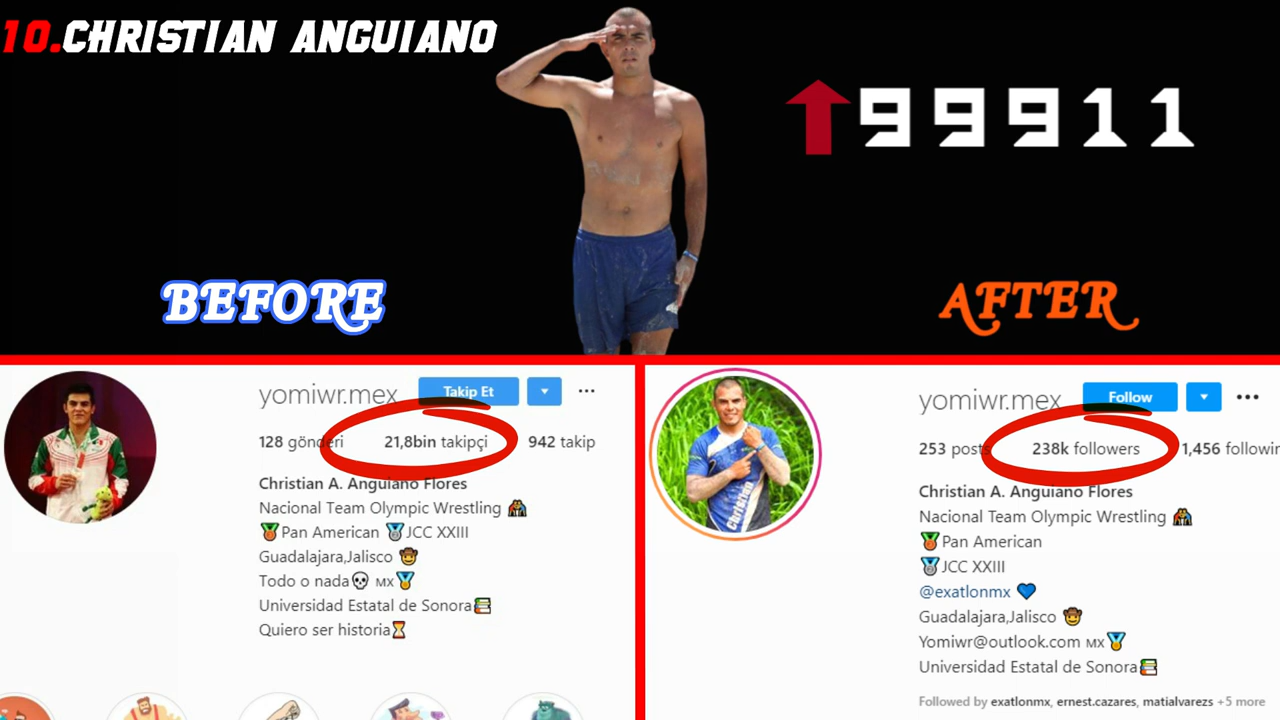 10.CHRISTIAN ANGUIANO
99911
BEFORE
AFTER
yomiwr.mex
Takip Et
128 gönderi
21,8bin takipçi
942 takip
Christian A. Anguiano Flores
Nacional Team Olympic Wrestling
Pan American JCC XXIII
Guadalajara,Jalisco
Todo o nada MX
Universidad Estatal de Sonora
Quiero ser historia
yomiwr.mex
Follow
253 posts
238k followers
1,456 followin
Christian A. Anguiano Flores
Nacional Team Olympic Wrestling
Pan American
JCC XXIII
@exatlonmx
Guadalajara,Jalisco
Yomiwr@outlook.com MX
Universidad Estatal de Sonora
Followed by exatlonmx, ernest.cazares, matialvarezs +5 more
Christian